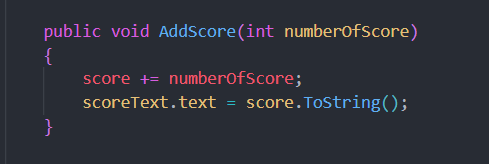 public void AddScore(int numberOfScore)
{
score += numberOfScore;
scoreText.text = score.ToString();
}